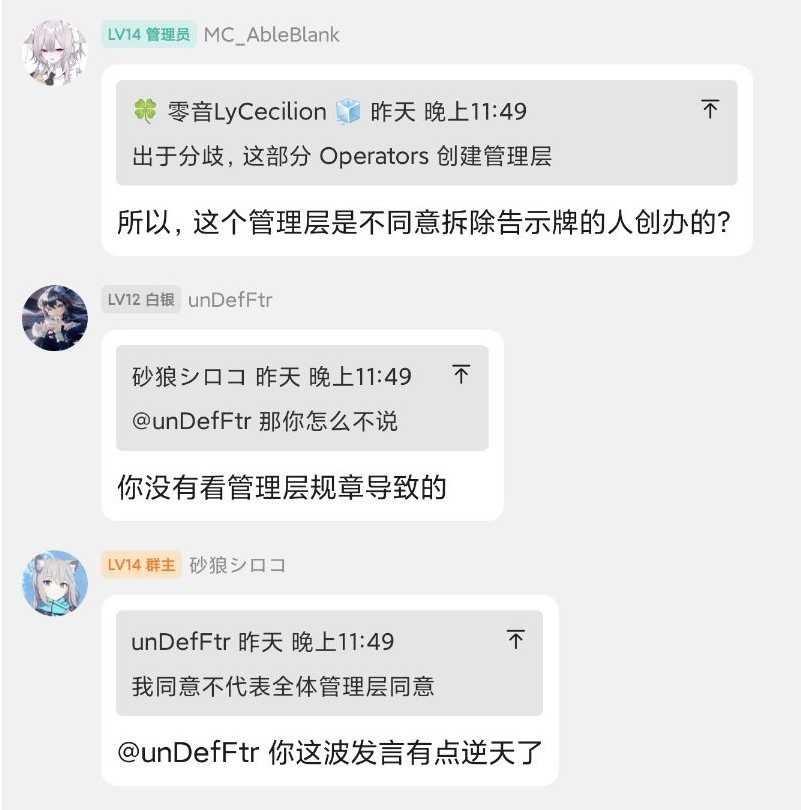 LV14 管理员 MC_AbleBlank
🍀 零音LyCecilion 🧊 昨天 晚上11:49
出于分歧, 这部分 Operators 创建管理层
所以, 这个管理层是不同意拆除告示牌的人创办的?
LV12 白银 unDefFtr
砂狼シロコ 昨天 晚上11:49
@unDefFtr 那你怎么不说
你没有看管理层规章导致的
LV14 群主 砂狼シロコ
unDefFtr 昨天 晚上11:49
我同意不代表全体管理层同意
@unDefFtr 你这波发言有点逆天了